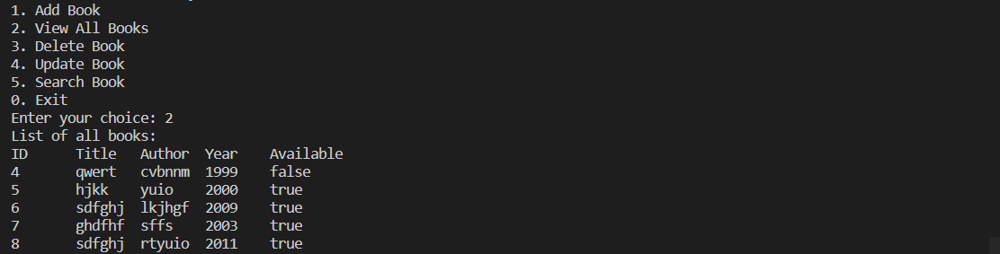 1. Add Book
2. View All Books
3. Delete Book
4. Update Book
5. Search Book
0. Exit
Enter your choice: 2
List of all books:
ID Title Author Year Available
4 qwert cvbnnm 1999 false
5 hjkk yuio 2000 true
6 sdfghj lkjhgf 2009 true
7 ghdfhf sffs 2003 true
8 sdfghj rtyuio 2011 true